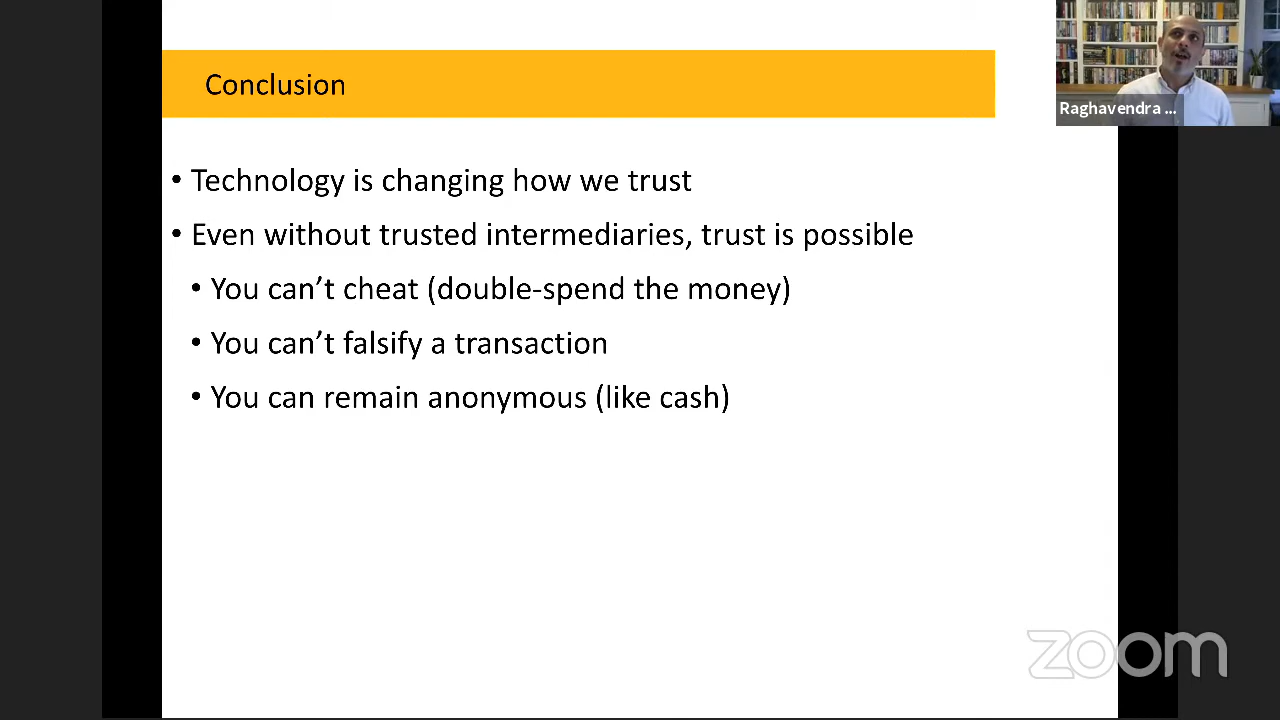 Conclusion
Raghavendra ...
• Technology is changing how we trust
• Even without trusted intermediaries, trust is possible
• You can’t cheat (double-spend the money)
• You can’t falsify a transaction
• You can remain anonymous (like cash)
zoom